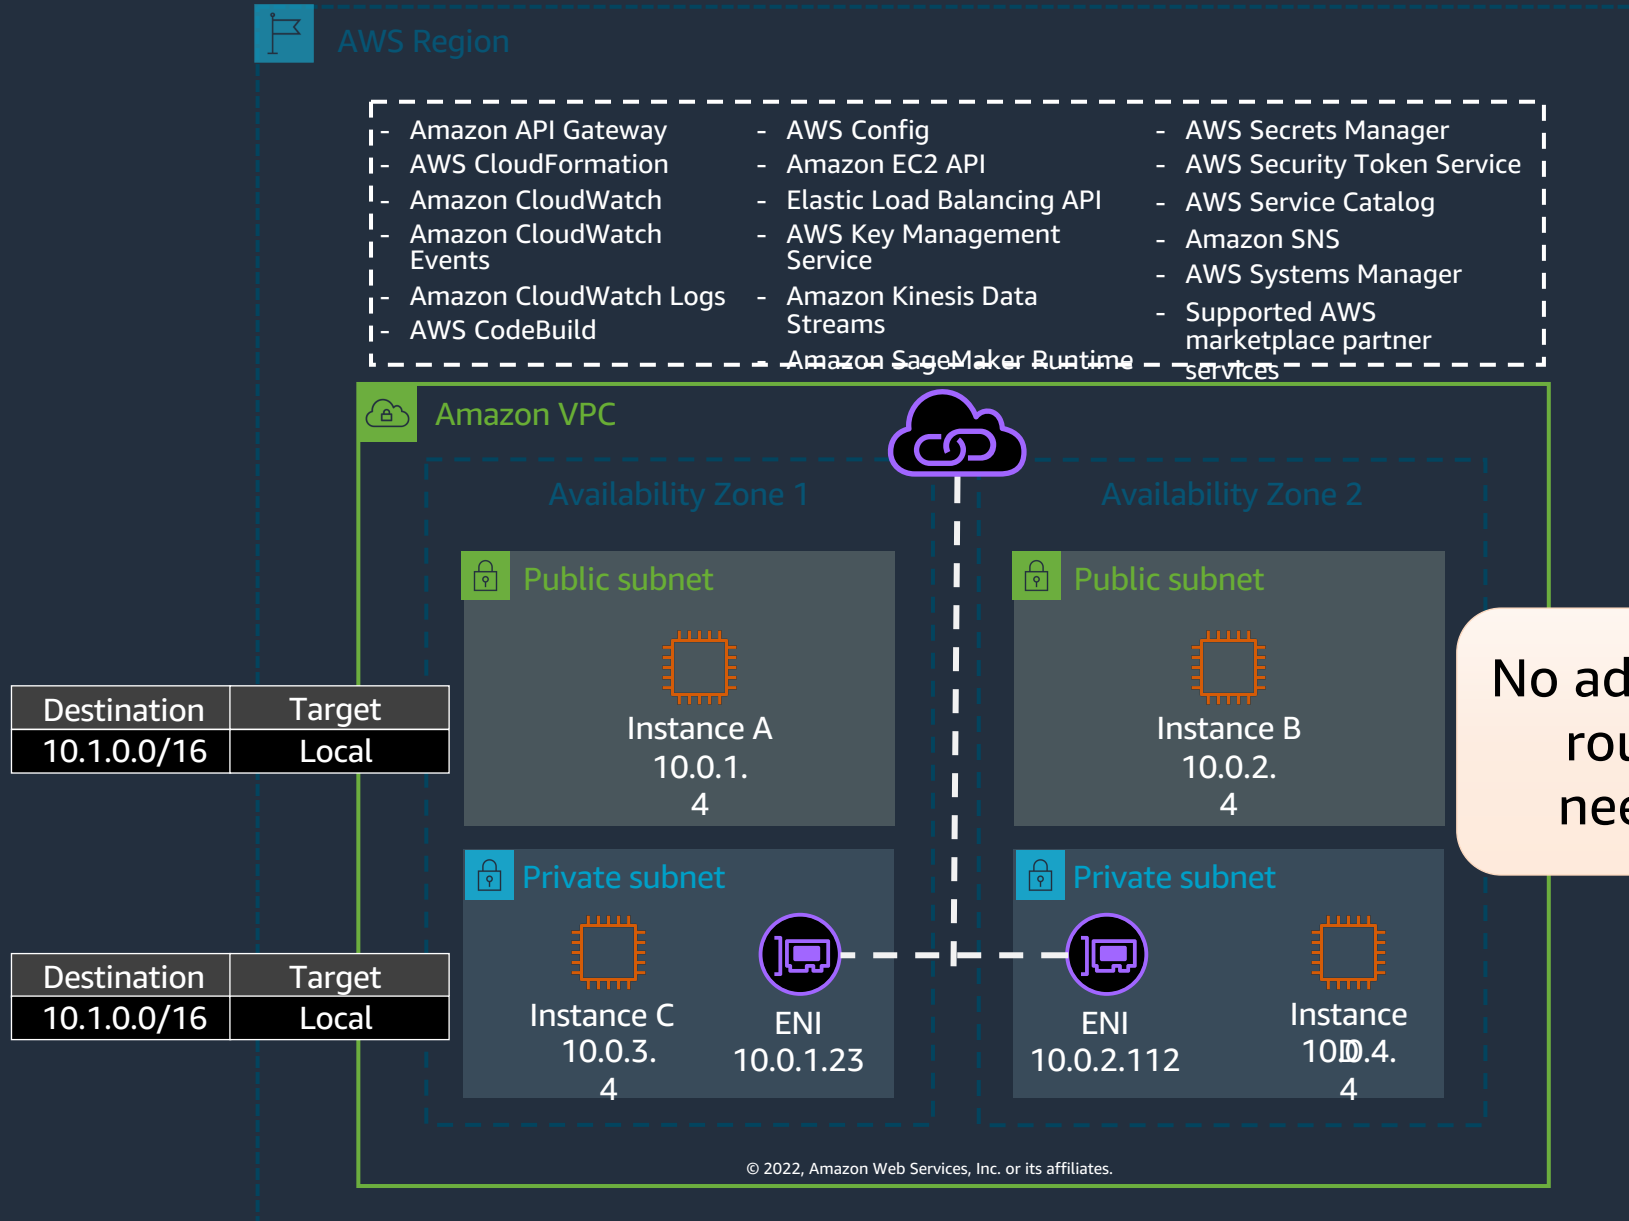 AWS Region
- Amazon API Gateway
- AWS CloudFormation
- Amazon CloudWatch
- Amazon CloudWatch
Events
- Amazon CloudWatch Logs
- AWS CodeBuild
- AWS Config
- Amazon EC2 API
- Elastic Load Balancing API
- AWS Key Management
Service
- Amazon Kinesis Data
Streams
- Amazon SageMaker Runtime
- AWS Secrets Manager
- AWS Security Token Service
- AWS Service Catalog
- Amazon SNS
- AWS Systems Manager
- Supported AWS
marketplace partner
services
Amazon VPC
Availability Zone 1
Availability Zone 2
Public subnet
Instance A
10.0.1.
4
Public subnet
Instance B
10.0.2.
4
Destination Target
10.1.0.0/16 Local
No ad
rou
nee
Private subnet
Instance C
10.0.3.
4
ENI
10.0.1.23
Private subnet
ENI
10.0.2.112
Instance
D
10.0.4.
4
Destination Target
10.1.0.0/16 Local
© 2022, Amazon Web Services, Inc. or its affiliates.